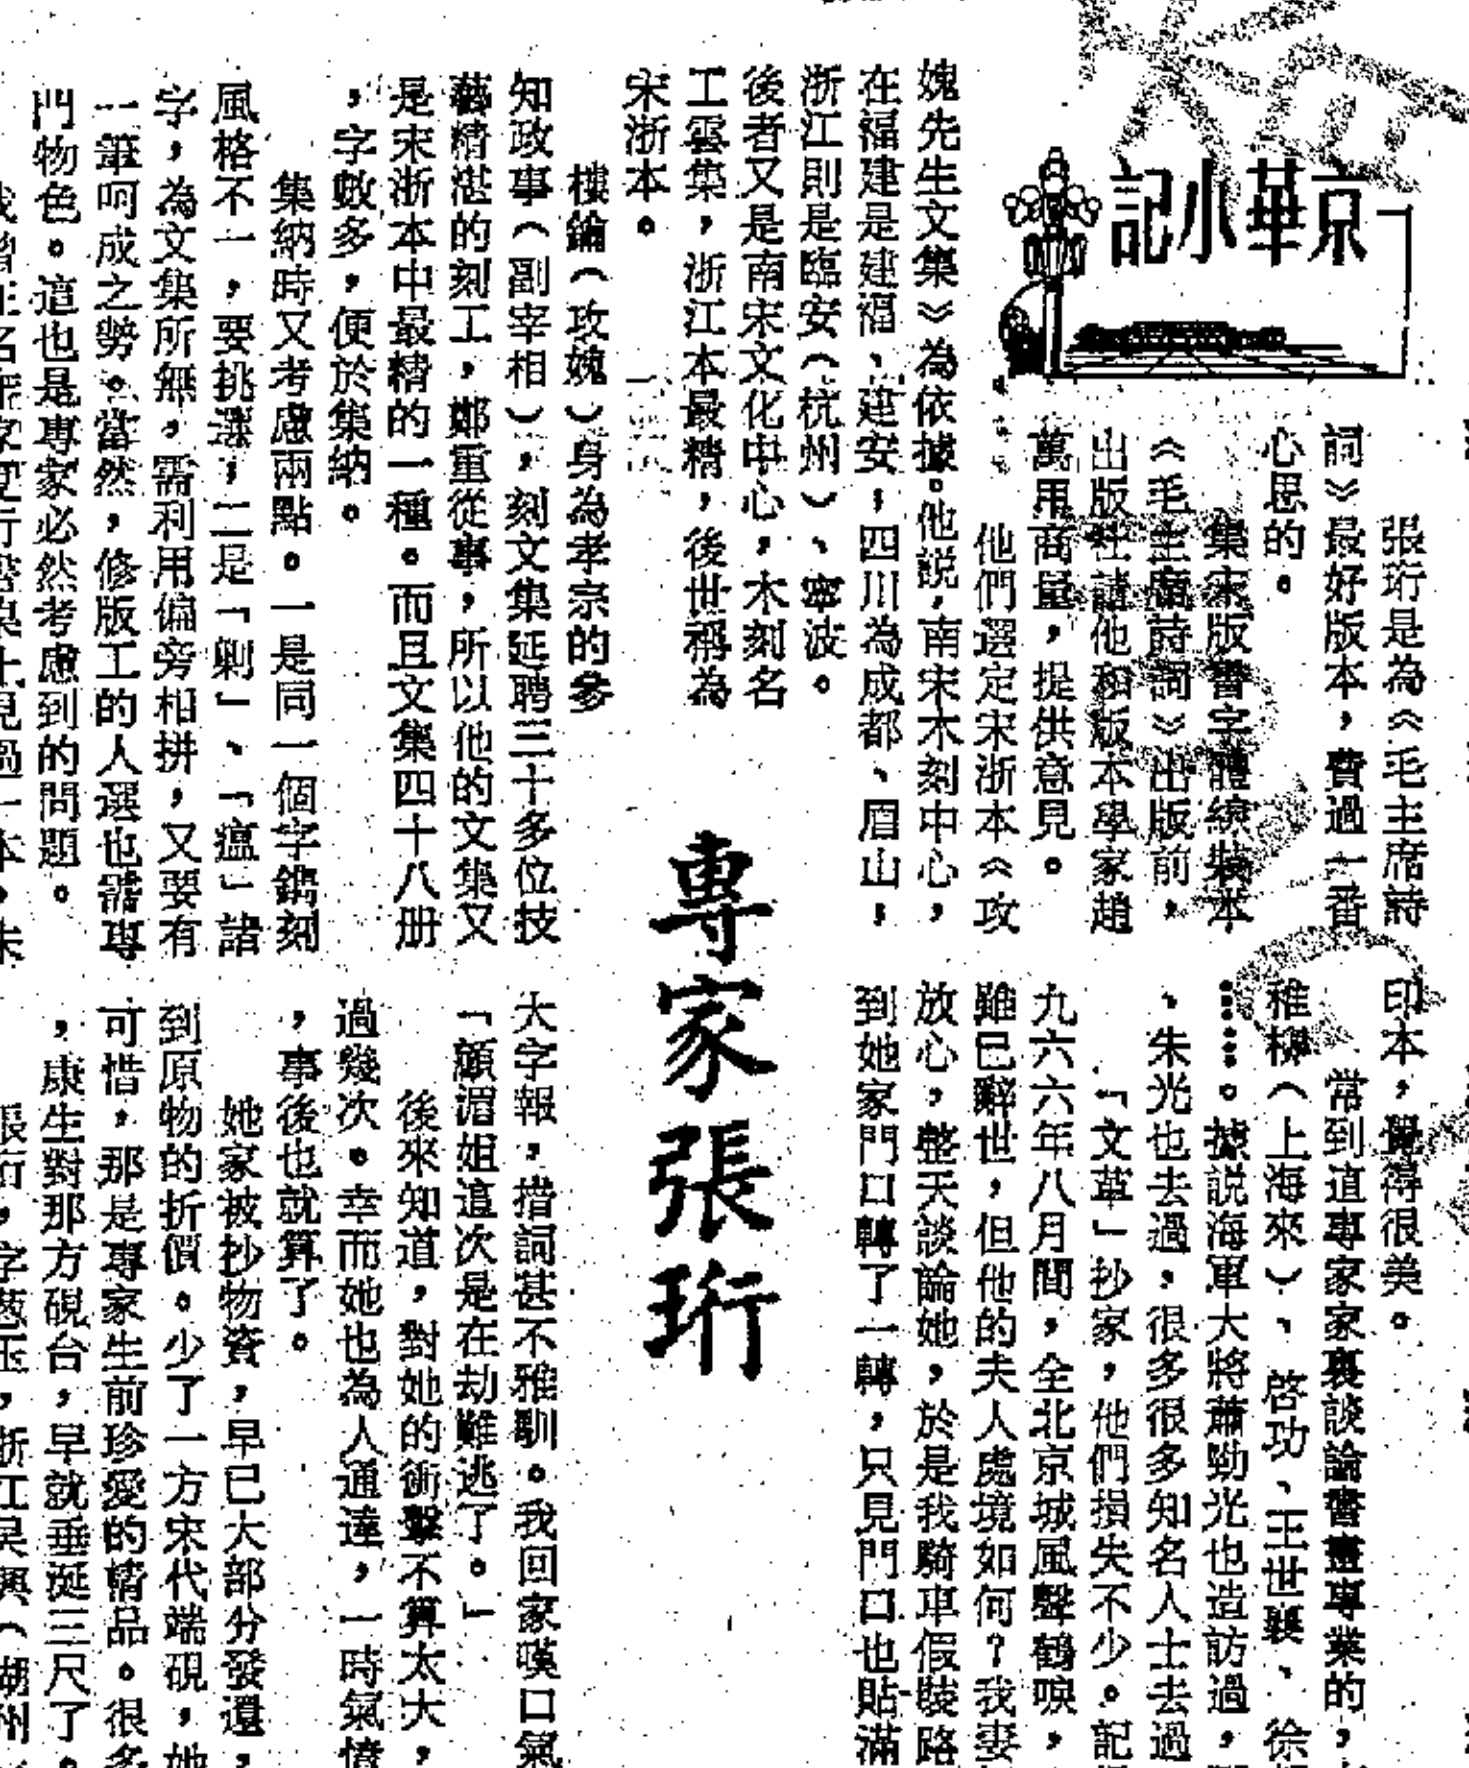 京華小記
專家張珩
張珩是為《毛主席詩
詞》最好版本，費過一番
心思的。
集宋版書字體線裝本
《毛主席詩詞》出版前，
出版社請他和版本學家趙
萬用商量，提供意見。
他們選定宋浙本《攻
媿先生文集》為依據。他説，南宋木刻中心，
在福建是建福、建安；四川為成都、眉山；
浙江則是臨安（杭州）、寧波。
後者又是南宋文化中心，木刻名
工雲集，浙江本最精，後世稱為
宋浙本。
樓鑰（攻媿）身為孝宗的參
知政事（副宰相），刻文集延聘三十多位技
藝精湛的刻工，鄭重從事，所以他的文集又
是宋浙本中最精的一種。而且文集四十八册
，字數多，便於集納。
集納時又考慮兩點。一是同一個字鐫刻
風格不一，要挑選；二是「剿」、「瘟」諸
字，為文集所無，需利用偏旁相拼，又要有
一筆呵成之勢。當然，修版工的人選也需專
門物色。這也是專家必然考慮到的問題。
印本，覺得很美。
常到這專家家裏談論書畫專業的，
稚柳（上海來）、啓功、王世襄、徐
……。據説海軍大將蕭勁光也造訪過，
、朱光也去過，很多很多知名人士去過
「文革」抄家，他們損失不少。記
九六六年八月間，全北京城風聲鶴唳，
雖已辭世，但他的夫人處境如何？我妻
放心，整天談論她，於是我騎車假裝路
到她家門口轉了一轉，只見門口也貼滿
大字報，措詞甚不雅馴。我回家嘆口氣
「顧湄姐這次是在劫難逃了。」
後來知道，對她的衝擊不算太大，
過幾次。幸而她也為人通達，一時氣憤
，事後也就算了。
她家被抄物資，早已大部分發還，
到原物的折價。少了一方宋代端硯，她
可惜，那是專家生前珍愛的精品。很多
，康生對那方硯台，早就垂涎三尺了。